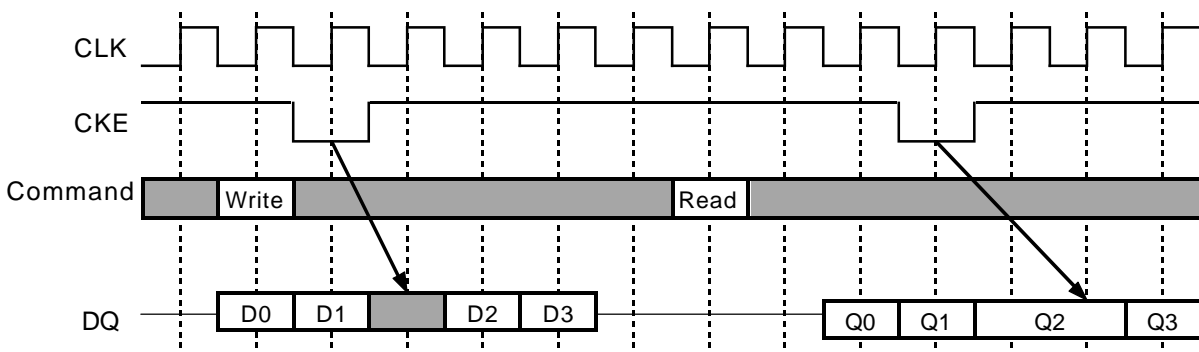 CLK
CKE
Command Write Read
DQ D0 D1 D2 D3 Q0 Q1 Q2 Q3